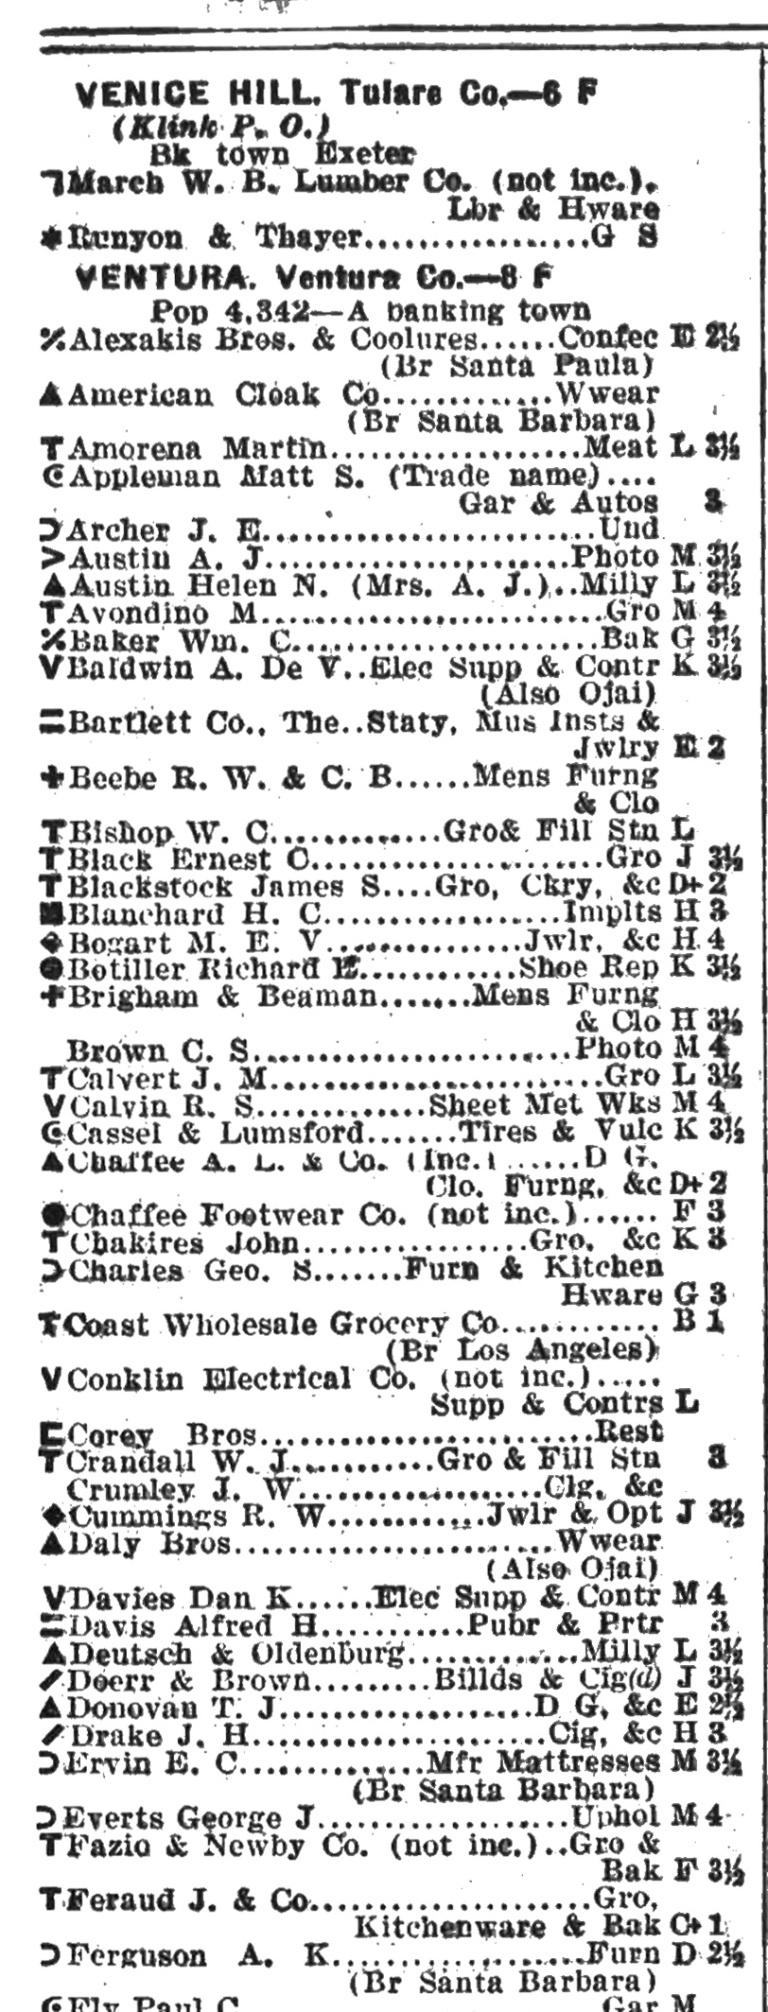 VENICE HILL. Tulare Co.—6 F
(Klink P. O.)
Bk town Exeter
March W. B. Lumber Co. (not inc.).
Lbr & Hware
Runyon & Thayer.................G S
VENTURA. Ventura Co.—8 F
Pop 4,342—A banking town
Alexakis Bros. & Coolures......Confec E 2½
(Br Santa Paula)
American Cloak Co..............Wwear
(Br Santa Barbara)
Amorena Martin...................Meat L 3½
Appleman Matt S. (Trade name)....
Gar & Autos 3
Archer J. E.........................Und
Austin A. J.......................Photo M 3½
Austin Helen N. (Mrs. A. J.)..Milly L 3½
Avondino M..........................Gro M 4
Baker Wm. C.......................Bak G 3½
Baldwin A. De V..Elec Supp & Contr K 3½
(Also Ojai)
Bartlett Co., The..Staty, Mus Insts &
Jwlry E 2
Beebe R. W. & C. B......Mens Furng
& Clo
Bishop W. C.............Gro& Fill Stn L
Black Ernest C......................Gro J 3½
Blackstock James S....Gro, Ckry, &c D+ 2
Blanchard H. C..................Implts H 3
Bogart M. E. V...............Jwlr, &c H 4
Botiller Richard E............Shoe Rep K 3½
Brigham & Beaman.......Mens Furng
& Clo H 3½
Brown C. S........................Photo M 4
Calvert J. M.........................Gro L 3½
Calvin R. S.............Sheet Met Wks M 4
Cassel & Lumsford.......Tires & Vulc K 3½
Chaffee A. L. & Co. (Inc.).......D G,
Clo, Furng, &c D+ 2
Chaffee Footwear Co. (not inc.)...... F 3
Chakires John.................Gro, &c K 3
Charles Geo. S.......Furn & Kitchen
Hware G 3
Coast Wholesale Grocery Co............ B 1
(Br Los Angeles)
Conklin Electrical Co. (not inc.).....
Supp & Contrs L
Corey Bros.........................Rest
Crandall W. J...........Gro & Fill Stn 3
Crumley J. W..................Clg, &c
Cummings R. W............Jwlr & Opt J 3½
Daly Bros........................Wwear
(Also Ojai)
Davies Dan K......Elec Supp & Contr M 4
Davis Alfred H...........Pubr & Prtr 3
Deutsch & Oldenburg.............Milly L 3½
Doerr & Brown.........Billds & Cig(d) J 3½
Donovan T. J...................D G, &c E 2½
Drake J. H......................Cig, &c H 3
Ervin E. C..............Mfr Mattresses M 3½
(Br Santa Barbara)
Everts George J...................Uphol M 4
Fazio & Newby Co. (not inc.)..Gro &
Bak F 3½
Feraud J. & Co.....................Gro,
Kitchenware & Bak C+ 1
Ferguson A. K....................Furn D 2½
(Br Santa Barbara)
Ely Paul C Gar M